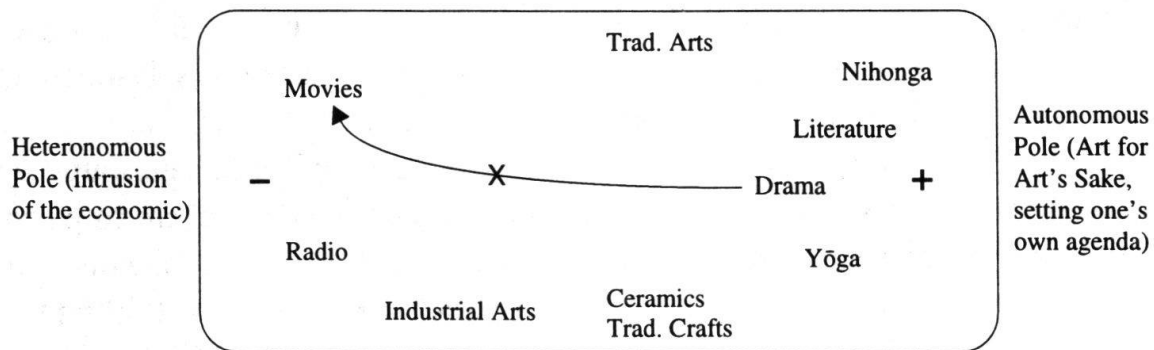 Trad. Arts
Nihonga
Movies
Literature
Heteronomous
Pole (intrusion
of the economic)
–
X
Drama
+
Autonomous
Pole (Art for
Art's Sake,
setting one's
own agenda)
Radio
Yōga
Industrial Arts
Ceramics
Trad. Crafts